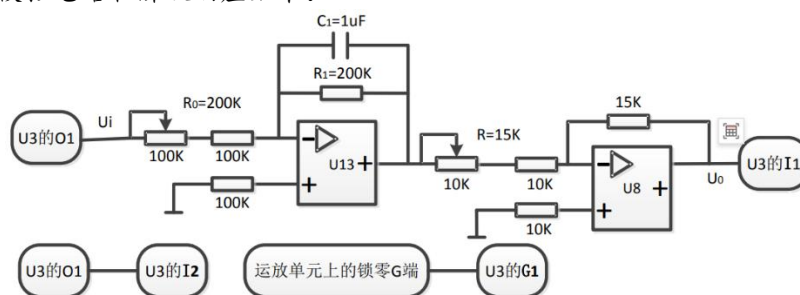 C₁=1uF
R₁=200K
R₀=200K
15K
U3的O1
Ui
100K
100K
U13
R=15K
10K
10K
U8
U₀
U3的I1
100K
10K
U3的O1
U3的I2
运放单元上的锁零G端
U3的G1